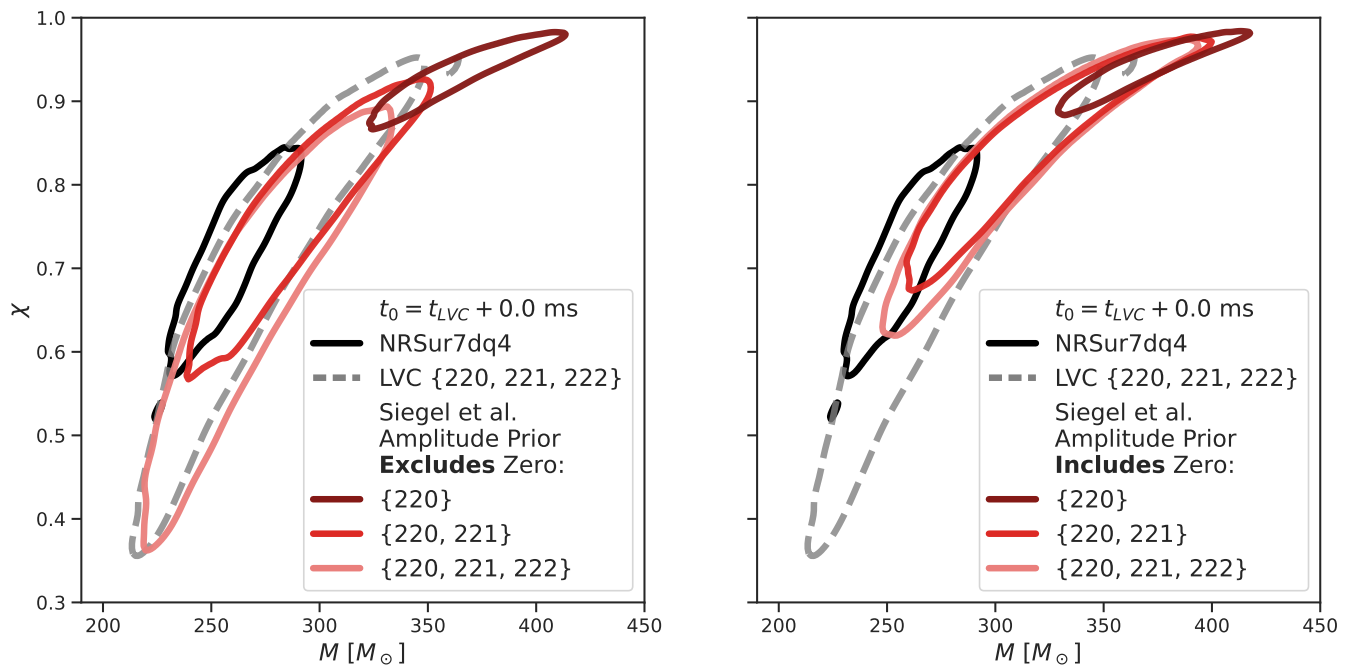 1.0
0.9
0.8
0.7
0.6
0.5
0.4
0.3
χ
200 250 300 350 400 450
M [M⊙]
t₀ = t_LVC + 0.0 ms
NRSur7dq4
LVC {220, 221, 222}
Siegel et al.
Amplitude Prior
Excludes Zero:
{220}
{220, 221}
{220, 221, 222}
200 250 300 350 400 450
M [M⊙]
t₀ = t_LVC + 0.0 ms
NRSur7dq4
LVC {220, 221, 222}
Siegel et al.
Amplitude Prior
Includes Zero:
{220}
{220, 221}
{220, 221, 222}